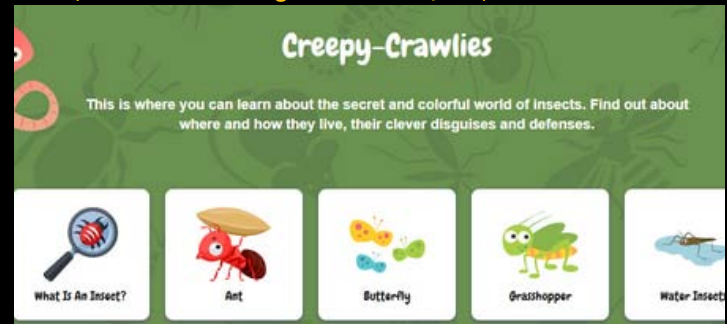 Creepy-Crawlies
This is where you can learn about the secret and colorful world of insects. Find out about
where and how they live, their clever disguises and defenses.
What Is An Insect?
Ant
Butterfly
Grasshopper
Water Insects